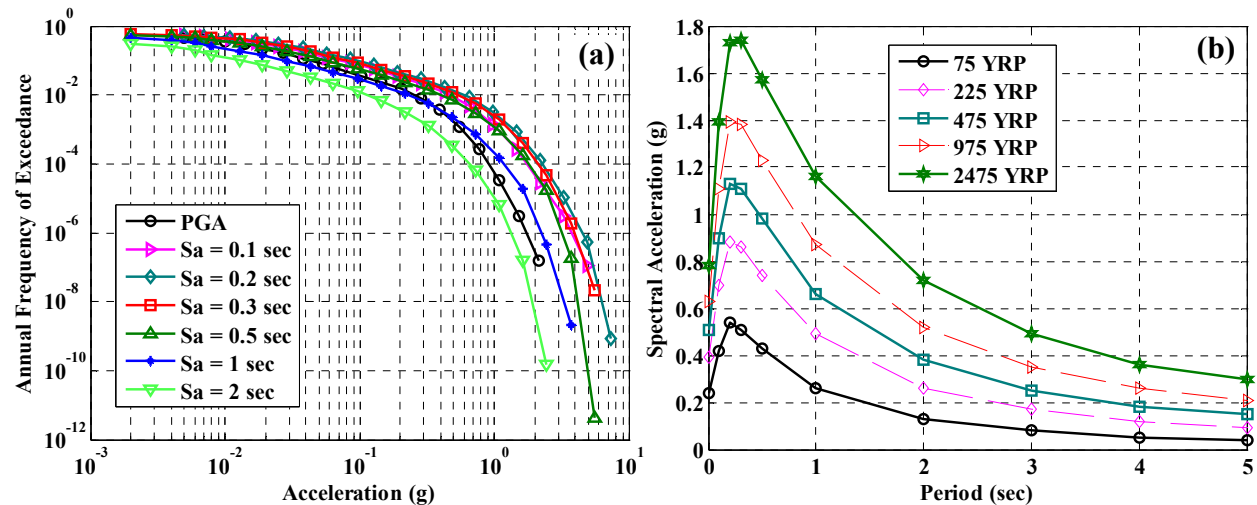 (a)
Annual Frequency of Exceedance
10^0
10^-2
10^-4
10^-6
10^-8
10^-10
10^-12
PGA
Sa = 0.1 sec
Sa = 0.2 sec
Sa = 0.3 sec
Sa = 0.5 sec
Sa = 1 sec
Sa = 2 sec
10^-3
10^-2
10^-1
10^0
10^1
Acceleration (g)
(b)
Spectral Acceleration (g)
1.8
1.6
1.4
1.2
1
0.8
0.6
0.4
0.2
0
75 YRP
225 YRP
475 YRP
975 YRP
2475 YRP
0
1
2
3
4
5
Period (sec)